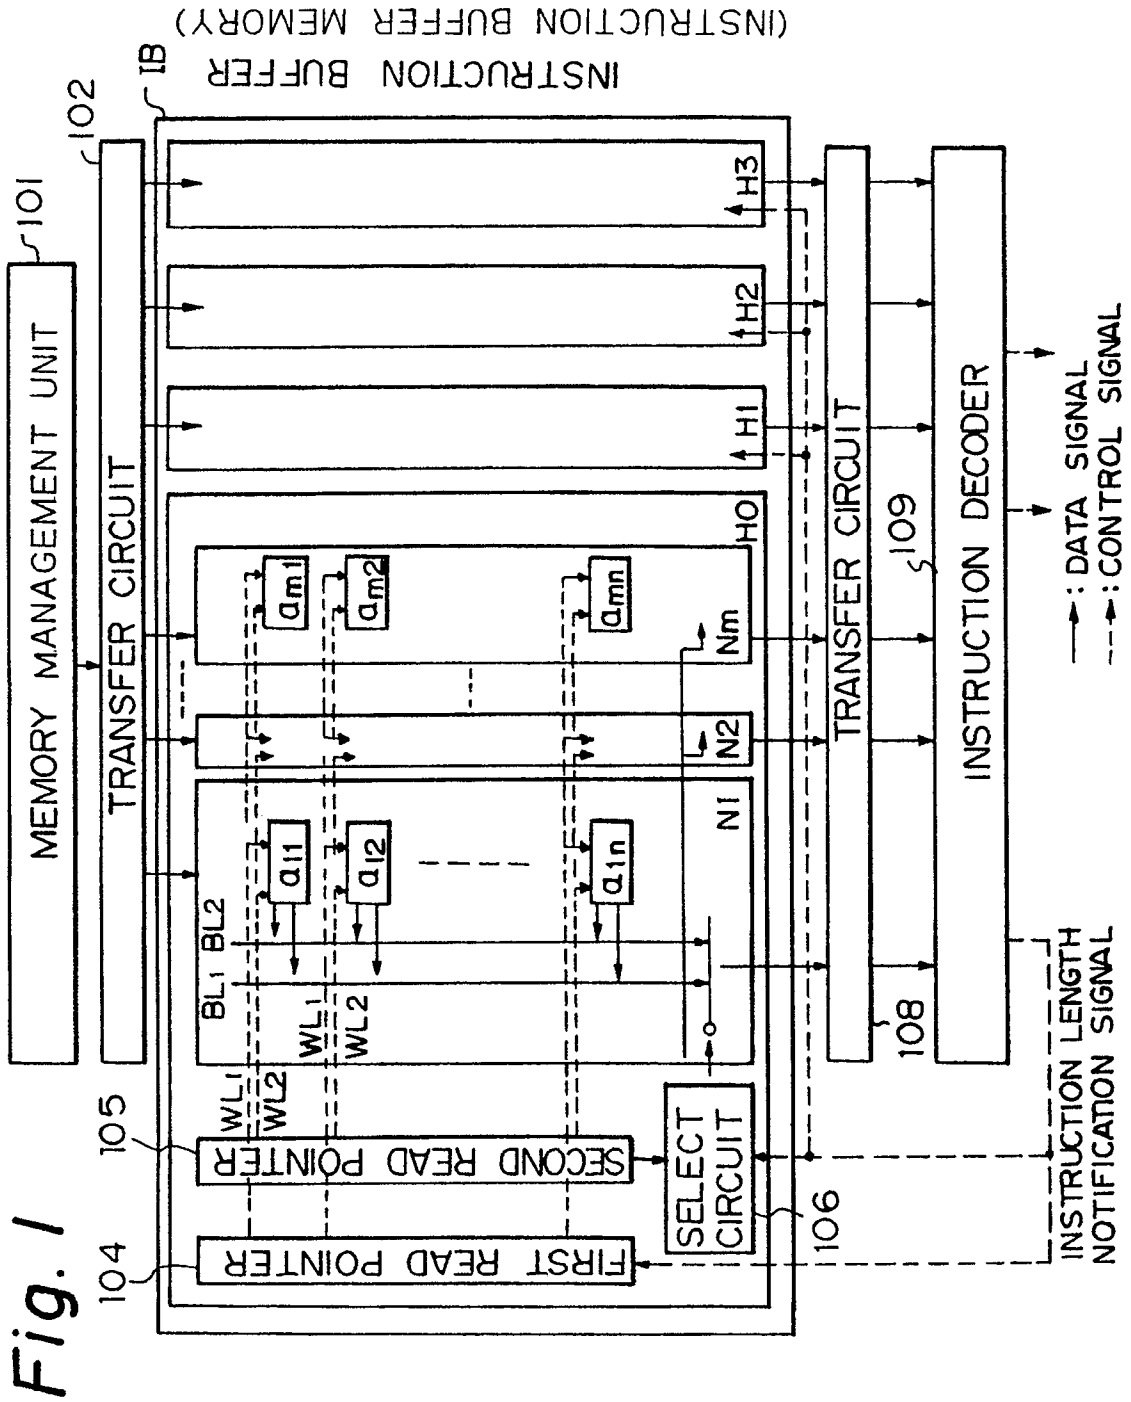 Fig. 1
MEMORY MANAGEMENT UNIT
101
TRANSFER CIRCUIT
102
IB
INSTRUCTION BUFFER
(INSTRUCTION BUFFER MEMORY)
104
FIRST READ POINTER
105
SECOND READ POINTER
WL1
WL2
WL1
WL2
BL1
BL2
a11
a12
a1n
N1
N2
am1
am2
amn
Nm
H0
H1
H2
H3
SELECT
CIRCUIT
106
TRANSFER CIRCUIT
108
INSTRUCTION DECODER
109
INSTRUCTION LENGTH
NOTIFICATION SIGNAL
: DATA SIGNAL
: CONTROL SIGNAL